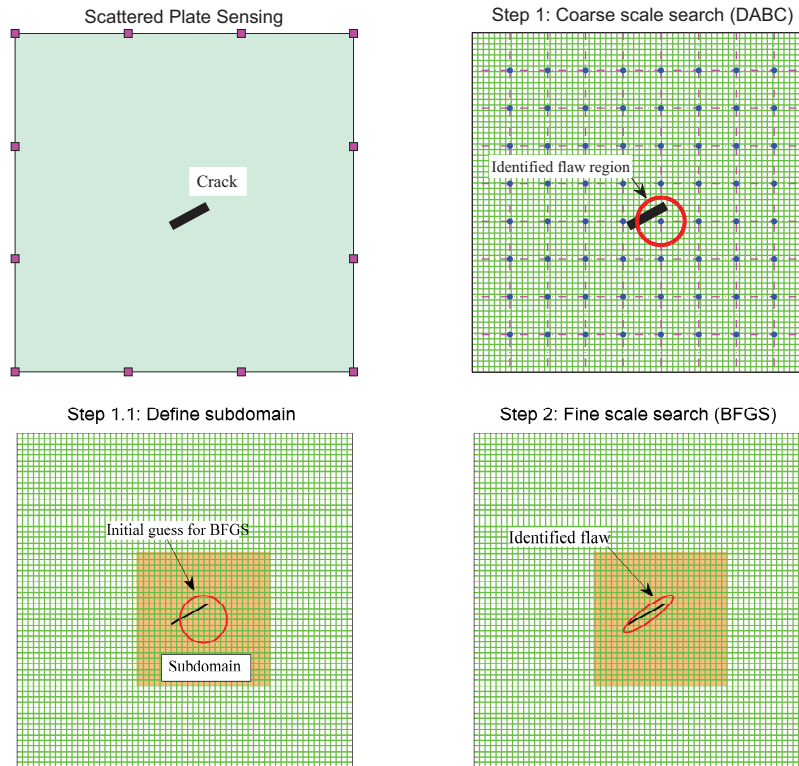 Scattered Plate Sensing
Crack
Step 1: Coarse scale search (DABC)
Identified flaw region
Step 1.1: Define subdomain
Initial guess for BFGS
Subdomain
Step 2: Fine scale search (BFGS)
Identified flaw